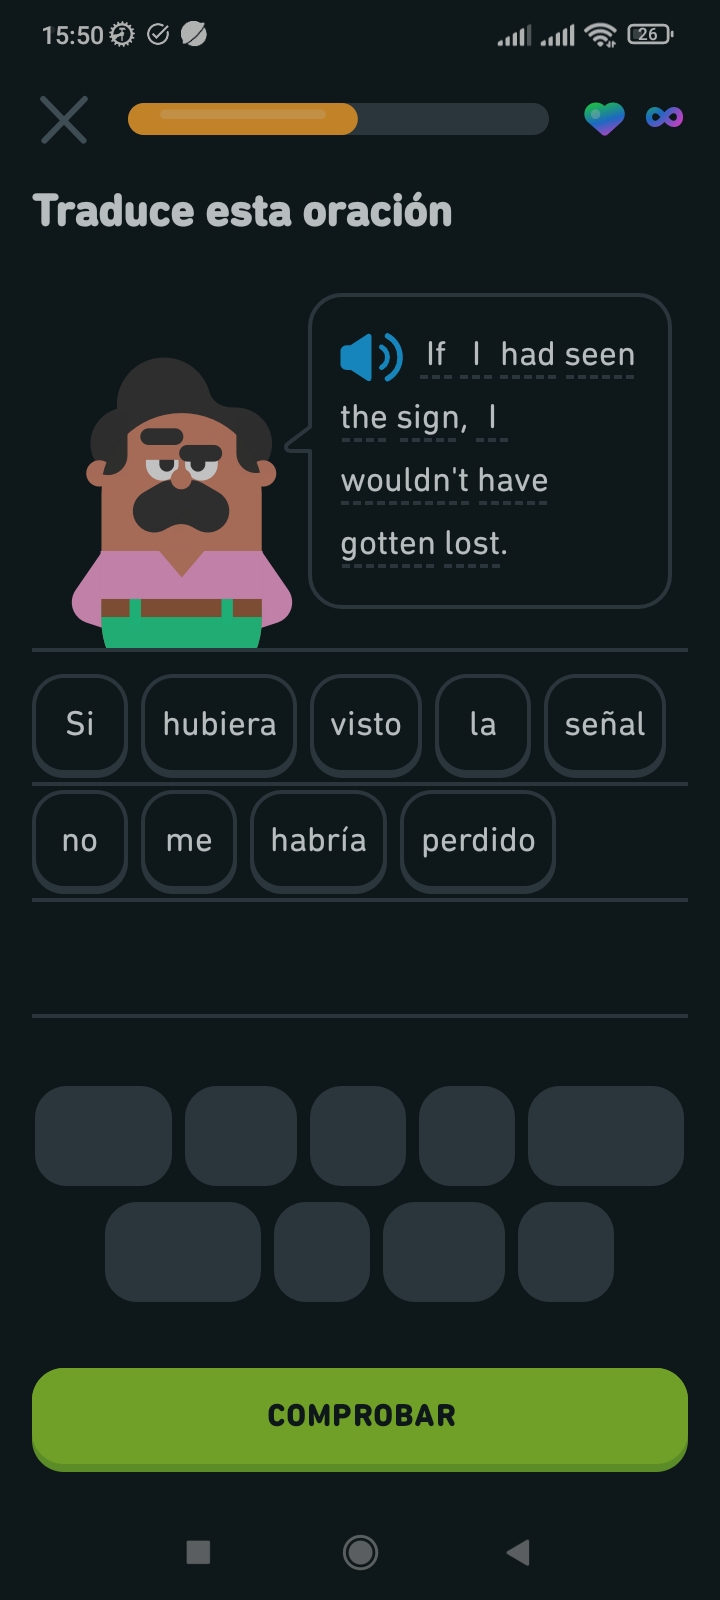 15:50
26
Traduce esta oración
If I had seen
the sign, I
wouldn't have
gotten lost.
Si hubiera visto la señal
no me habría perdido
COMPROBAR